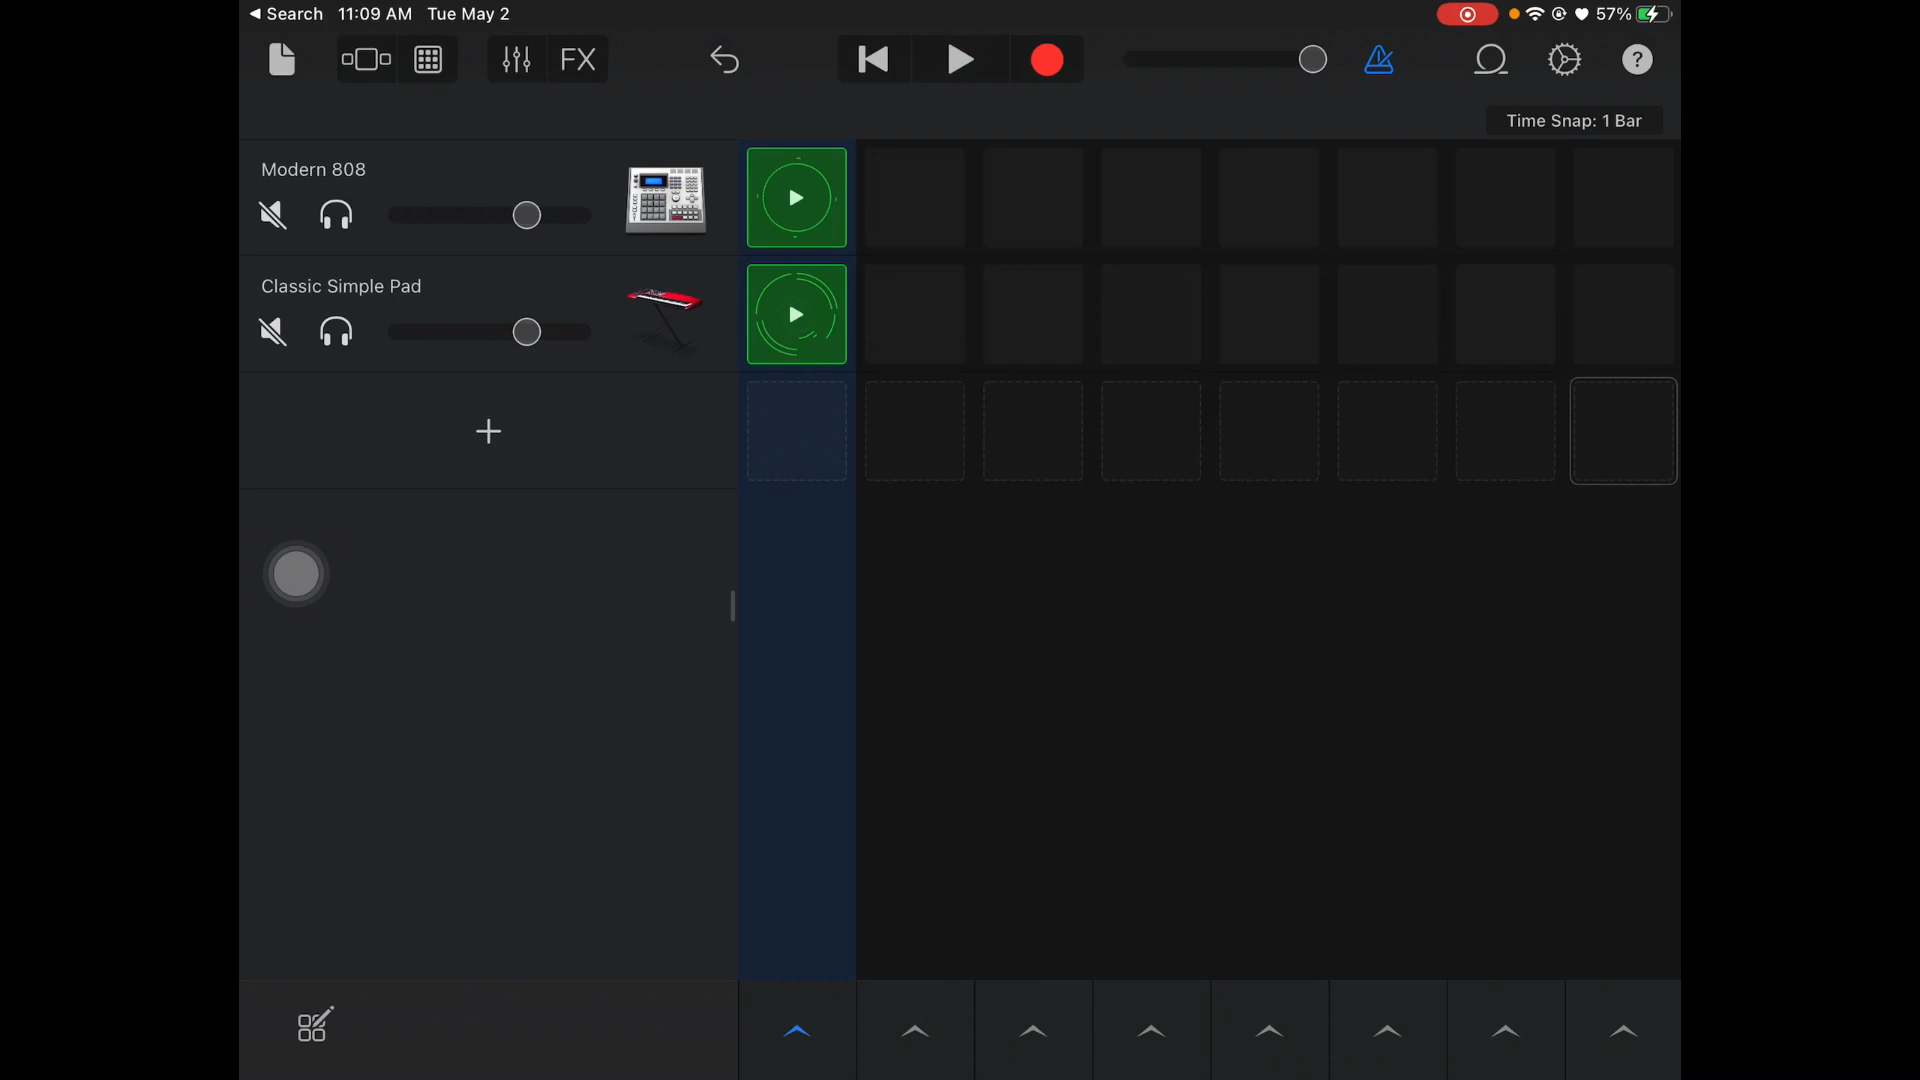 Search 11:09 AM Tue May 2
57%
FX
?
Time Snap: 1 Bar
Modern 808
Classic Simple Pad